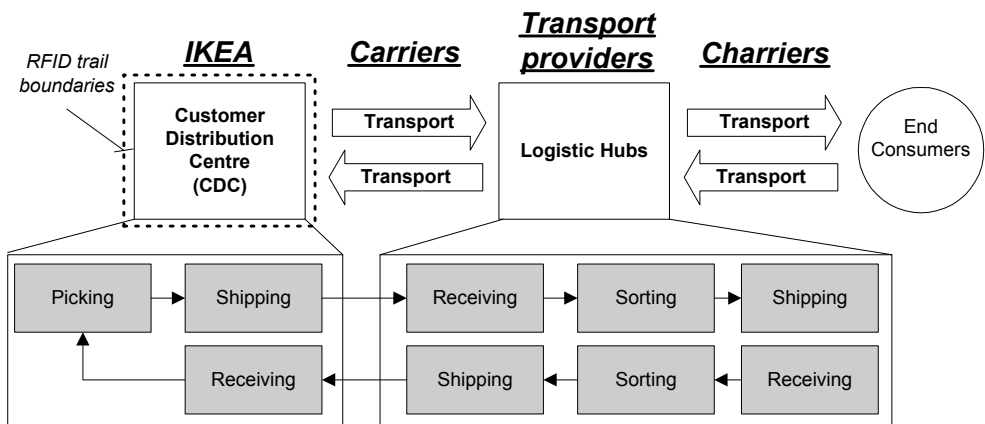 RFID trail
boundaries
IKEA
Carriers
Transport
providers
Charriers
Customer
Distribution
Centre
(CDC)
Transport
Transport
Logistic Hubs
Transport
Transport
End
Consumers
Picking
Shipping
Receiving
Sorting
Shipping
Receiving
Shipping
Sorting
Receiving